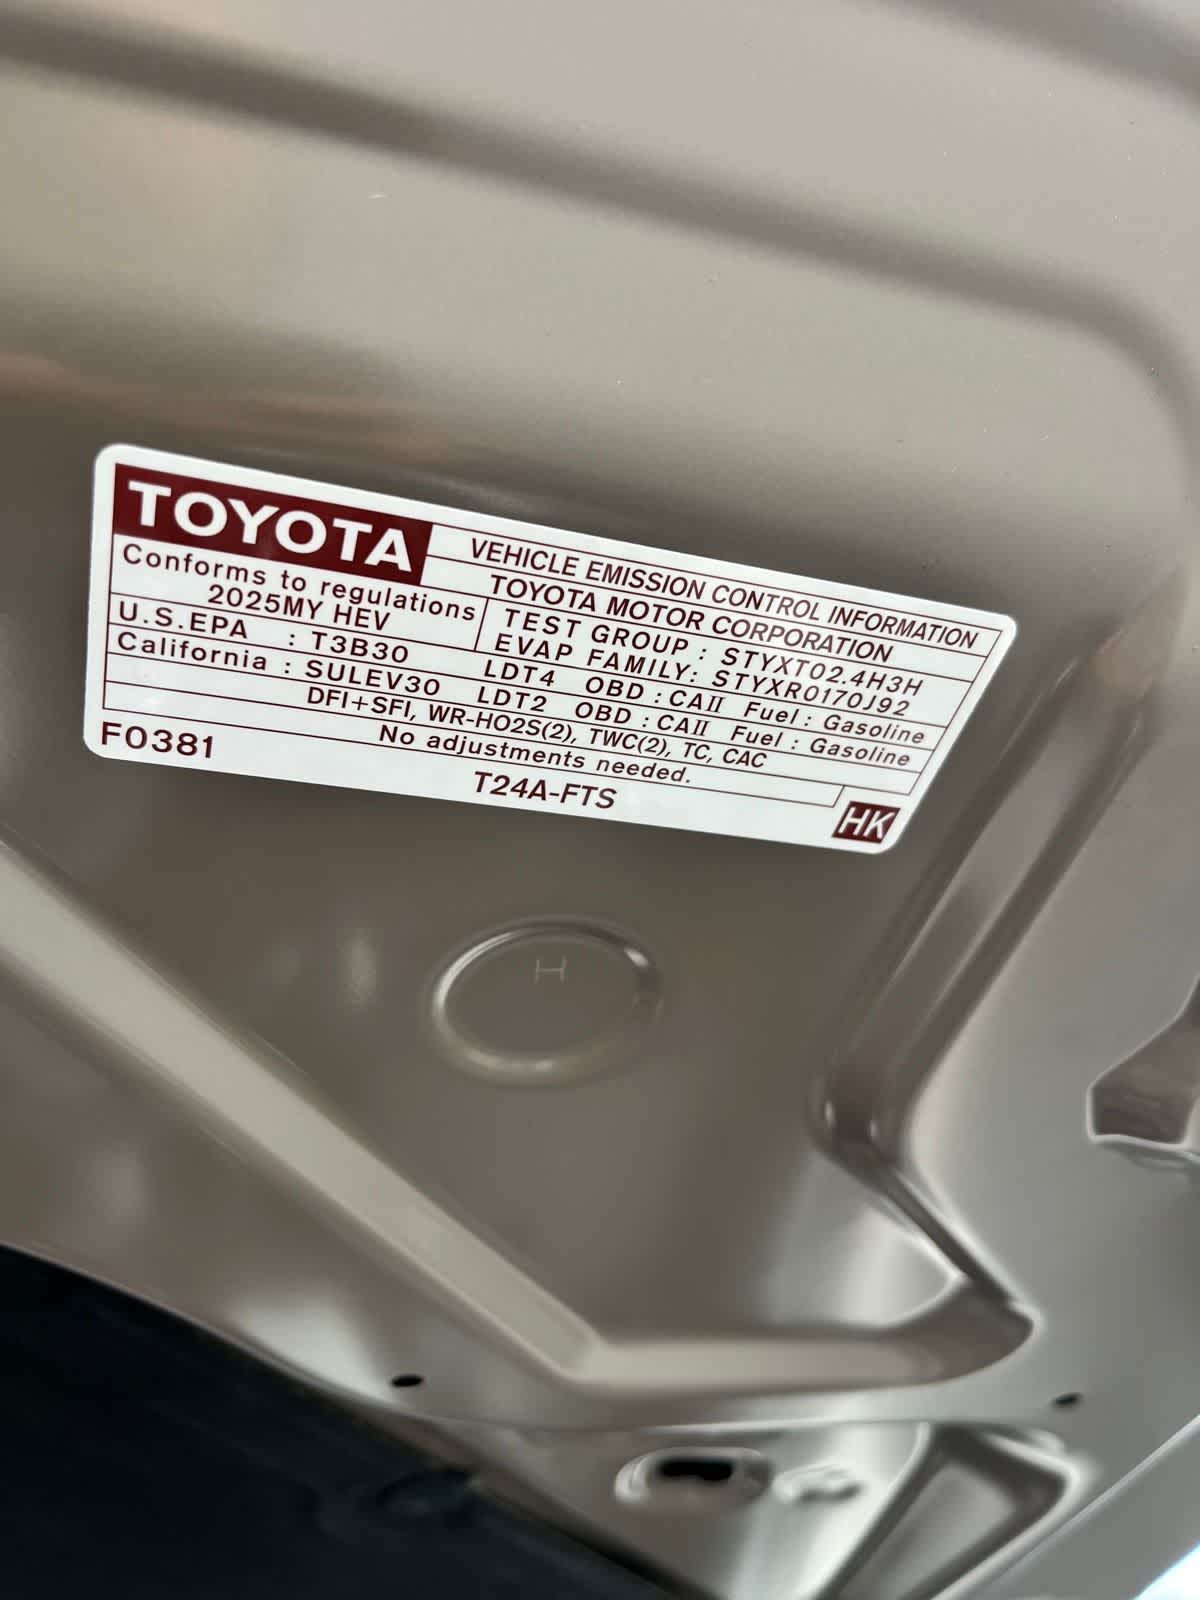 TOYOTA
VEHICLE EMISSION CONTROL INFORMATION
TOYOTA MOTOR CORPORATION
Conforms to regulations
2025MY HEV
TEST GROUP : STYXT02.4H3H
EVAP FAMILY: STYXR0170J92
U.S.EPA : T3B30 LDT4 OBD : CAII Fuel : Gasoline
California : SULEV30 LDT2 OBD : CAII Fuel : Gasoline
DFI+SFI, WR-HO2S(2), TWC(2), TC, CAC
No adjustments needed.
F0381
T24A-FTS
HK
H